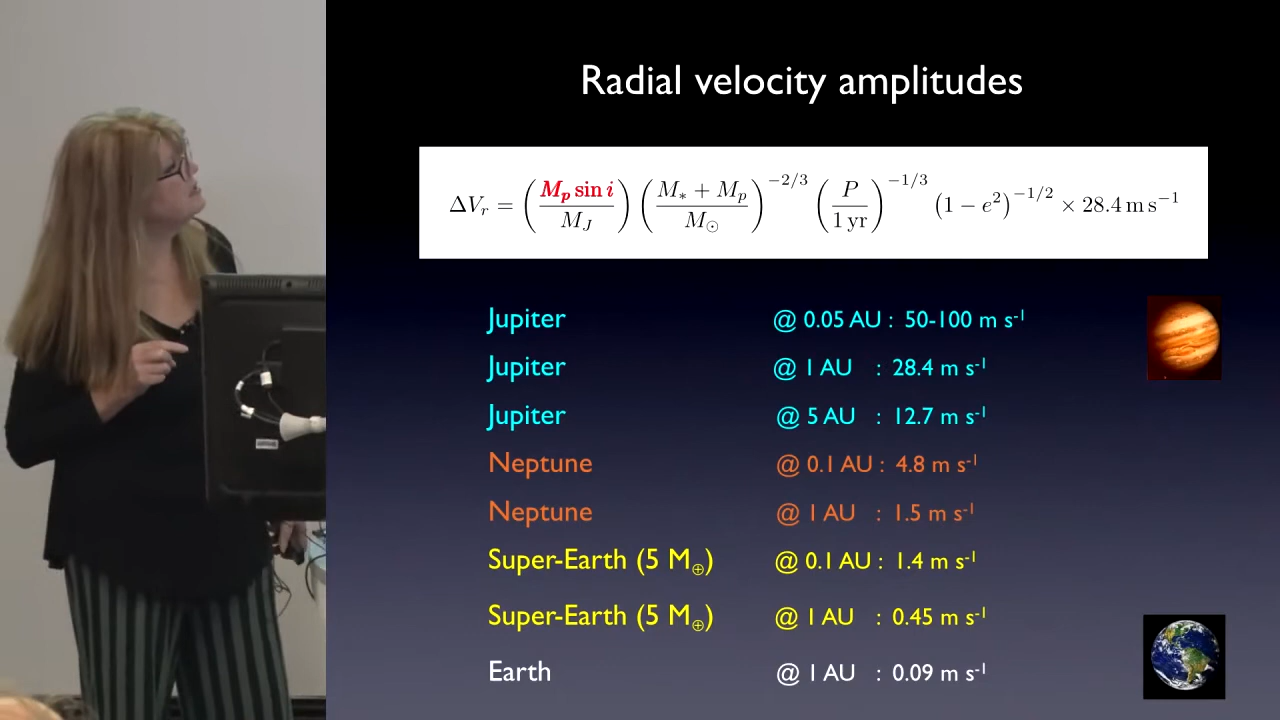 Radial velocity amplitudes
ΔV_r = (M_p sin i / M_J) (M_* + M_p / M_☉)^{-2/3} (P / 1 yr)^{-1/3} (1 − e²)^{-1/2} × 28.4 m s⁻¹
Jupiter @ 0.05 AU : 50-100 m s⁻¹
Jupiter @ 1 AU : 28.4 m s⁻¹
Jupiter @ 5 AU : 12.7 m s⁻¹
Neptune @ 0.1 AU : 4.8 m s⁻¹
Neptune @ 1 AU : 1.5 m s⁻¹
Super-Earth (5 M⊕) @ 0.1 AU : 1.4 m s⁻¹
Super-Earth (5 M⊕) @ 1 AU : 0.45 m s⁻¹
Earth @ 1 AU : 0.09 m s⁻¹